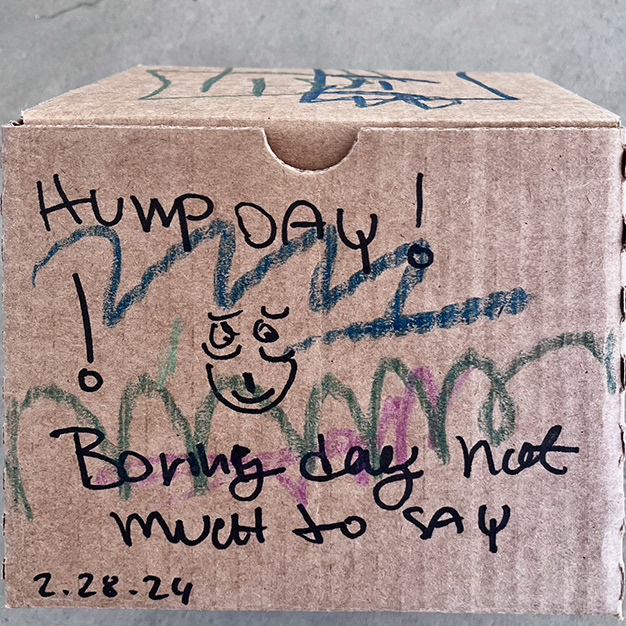 HUMP DAY!
!
Boring day not
much to SAY
2.28.24